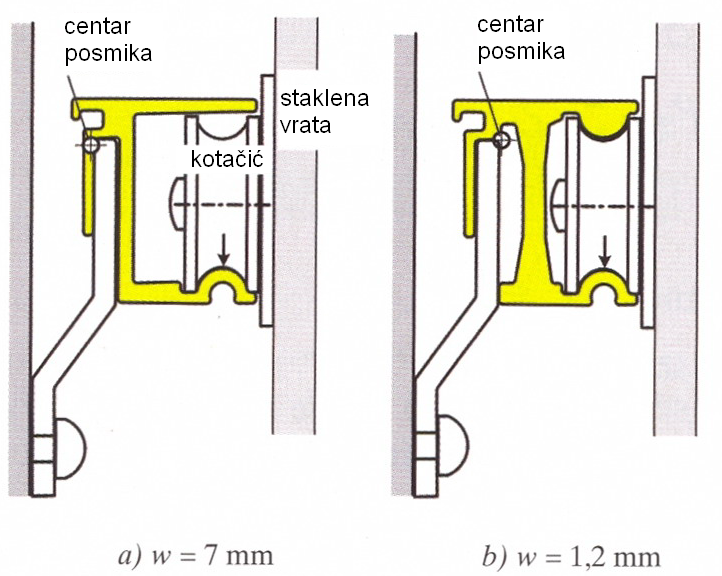 centar
posmika
staklena
vrata
kotačić
a) w = 7 mm
centar
posmika
b) w = 1,2 mm